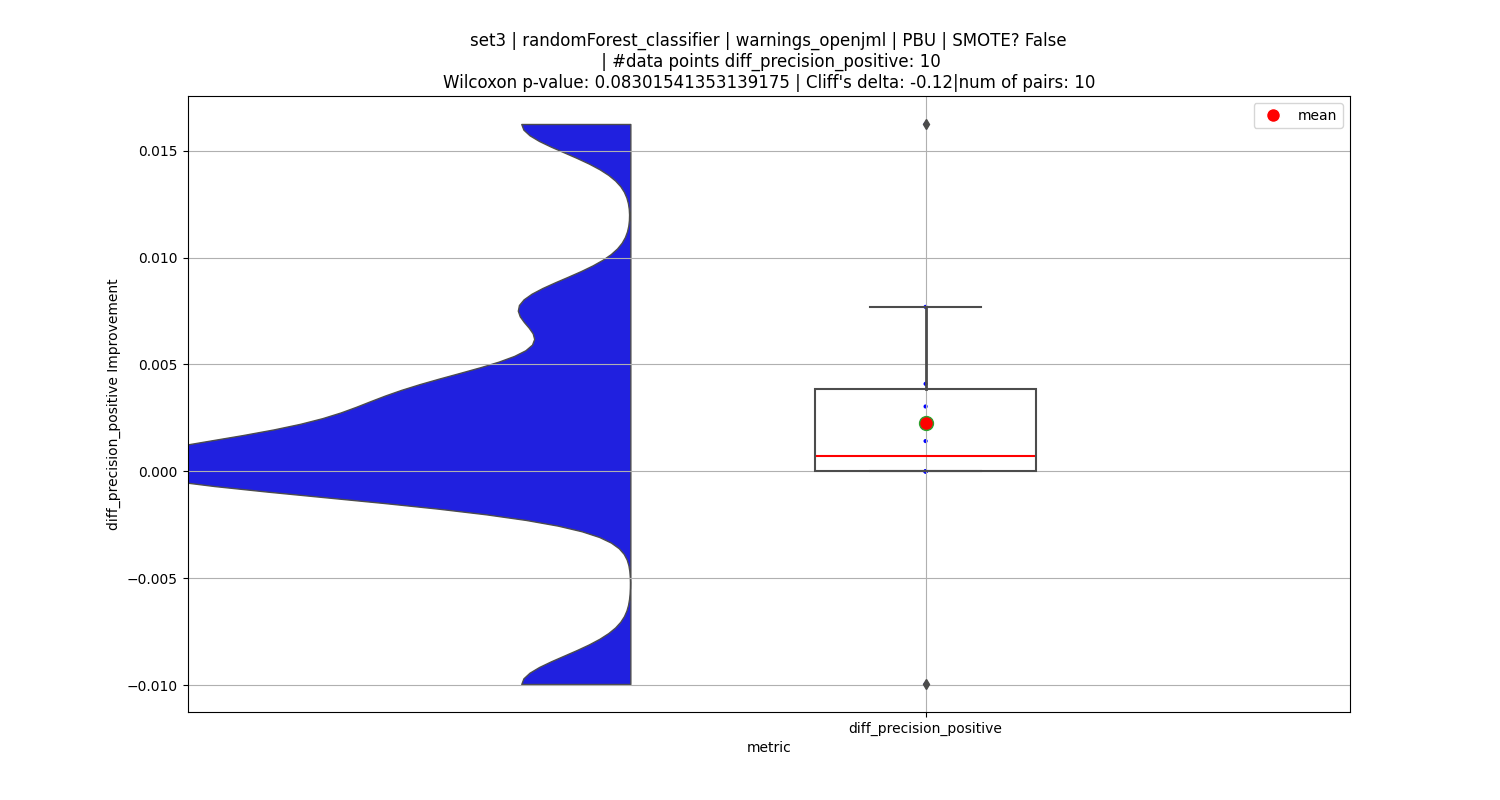 set3 | randomForest_classifier | warnings_openjml | PBU | SMOTE? False
| #data points diff_precision_positive: 10
Wilcoxon p-value: 0.08301541353139175 | Cliff's delta: -0.12|num of pairs: 10
mean
0.015
0.010
0.005
0.000
−0.005
−0.010
diff_precision_positive Improvement
diff_precision_positive
metric